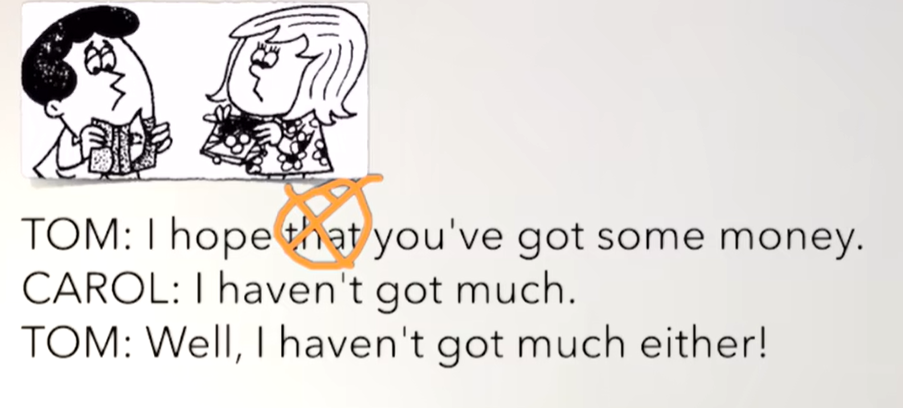 TOM: I hope that you've got some money.
CAROL: I haven't got much.
TOM: Well, I haven't got much either!